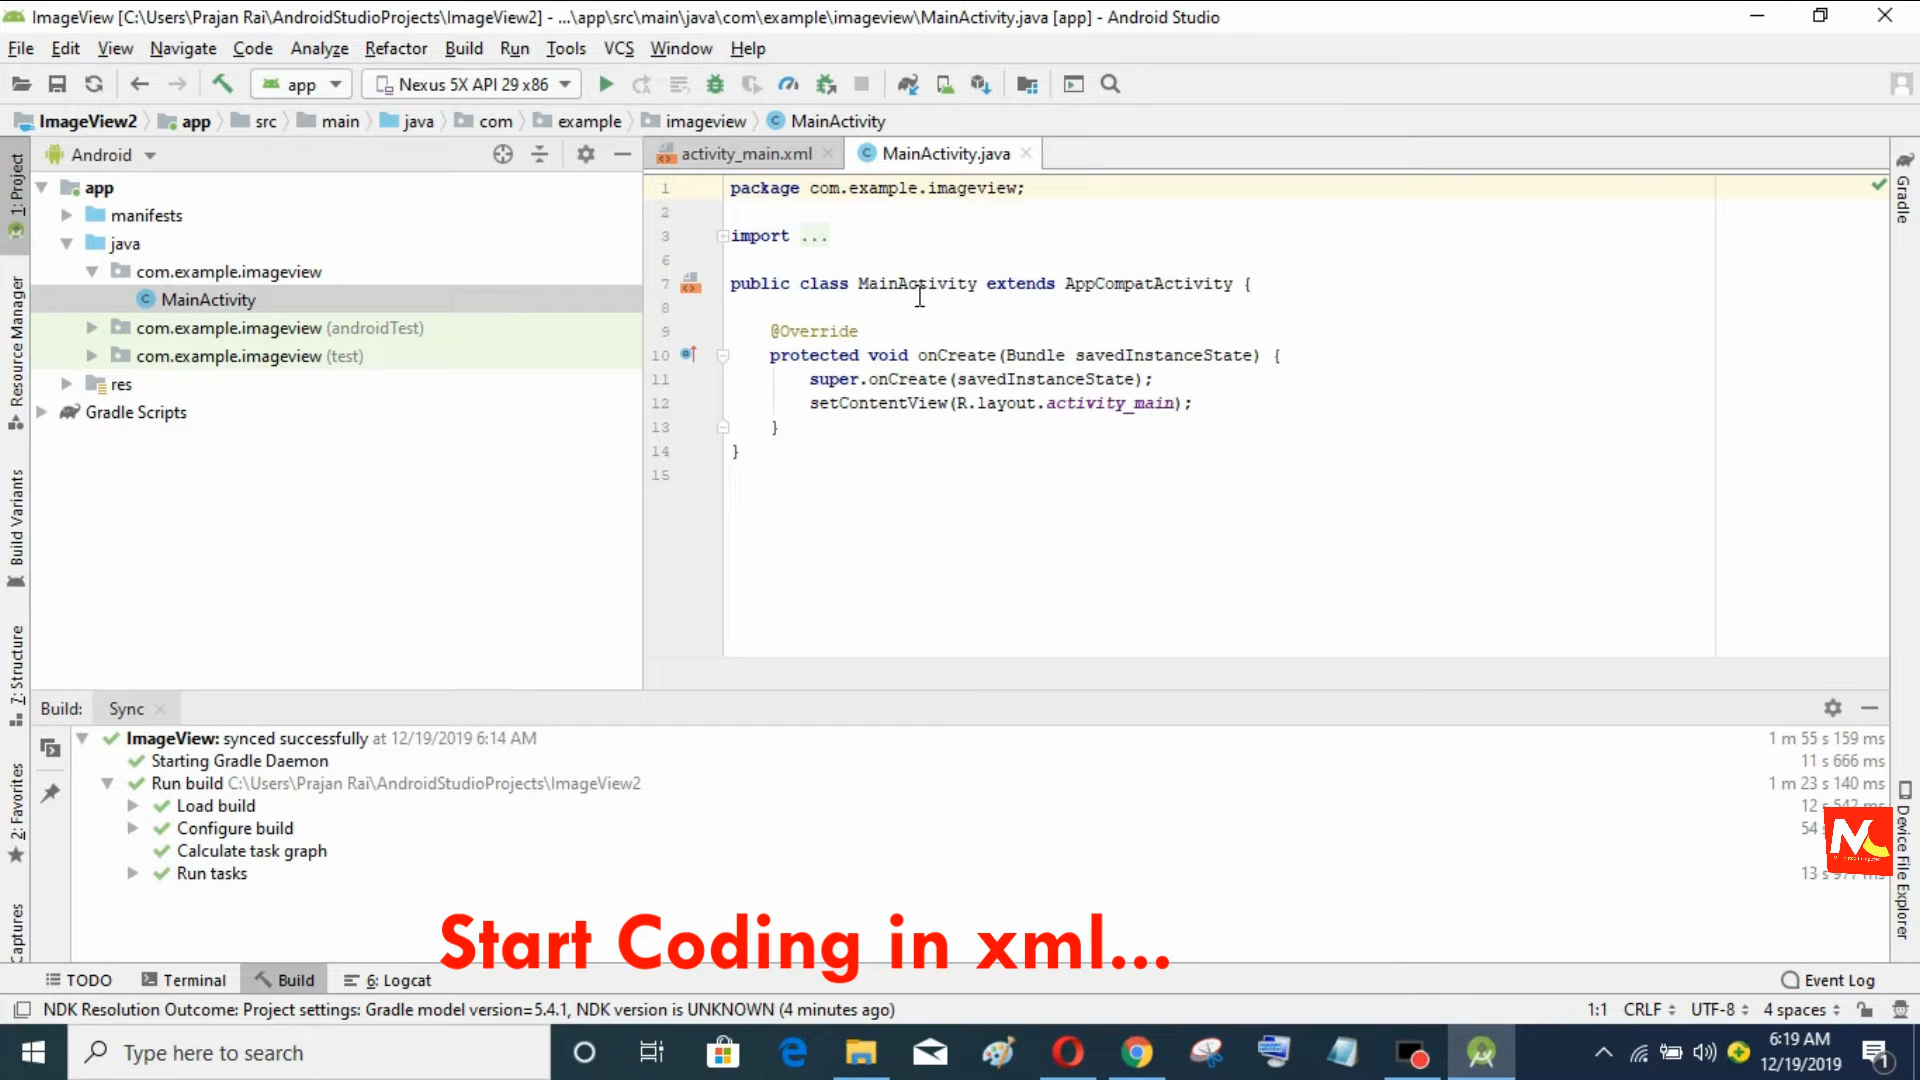 ImageView [C:\Users\Prajan Rai\AndroidStudioProjects\ImageView2] - ...\app\src\main\java\com\example\imageview\MainActivity.java [app] - Android Studio
File Edit View Navigate Code Analyze Refactor Build Run Tools VCS Window Help
app Nexus 5X API 29 x86
ImageView2 app src main java com example imageview MainActivity
1: Project
Resource Manager
Build Variants
7: Structure
2: Favorites
Captures
Android
app
manifests
java
com.example.imageview
MainActivity
com.example.imageview (androidTest)
com.example.imageview (test)
res
Gradle Scripts
activity_main.xml MainActivity.java
1 package com.example.imageview;
2
3 import ...
6
7 public class MainActivity extends AppCompatActivity {
8
9 @Override
10 protected void onCreate(Bundle savedInstanceState) {
11 super.onCreate(savedInstanceState);
12 setContentView(R.layout.activity_main);
13 }
14 }
15
Gradle
Device File Explorer
Build: Sync
ImageView: synced successfully at 12/19/2019 6:14 AM 1 m 55 s 159 ms
Starting Gradle Daemon 11 s 666 ms
Run build C:\Users\Prajan Rai\AndroidStudioProjects\ImageView2 1 m 23 s 140 ms
Load build 12 s 542 ms
Configure build 54
Calculate task graph
Run tasks 13 s 977 ms
Start Coding in xml...
TODO Terminal Build 6: Logcat Event Log
NDK Resolution Outcome: Project settings: Gradle model version=5.4.1, NDK version is UNKNOWN (4 minutes ago) 1:1 CRLF UTF-8 4 spaces
Type here to search
6:19 AM
12/19/2019
1